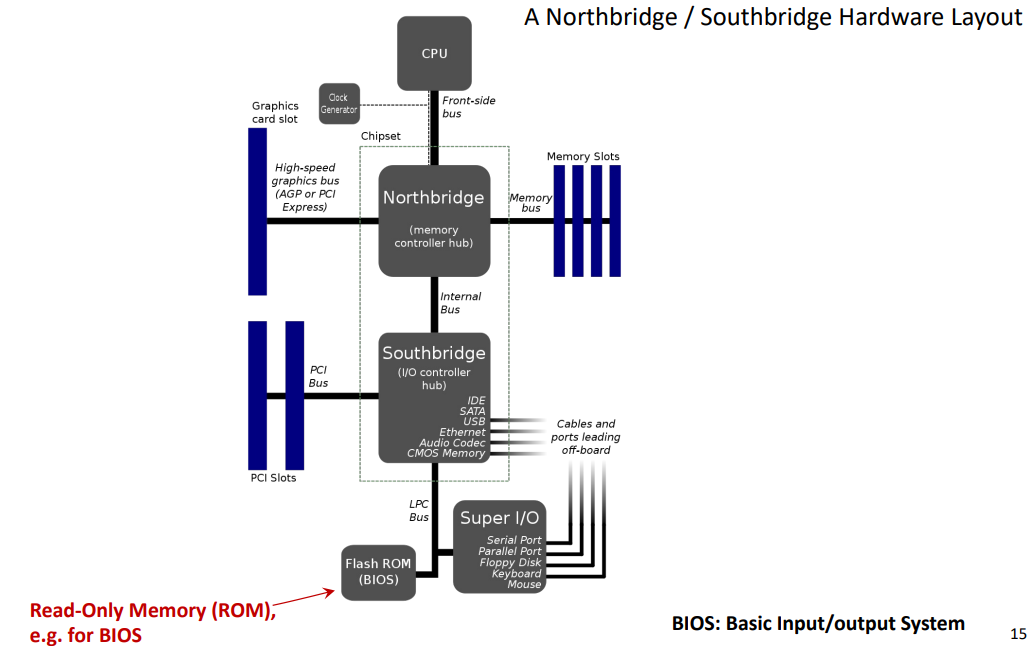 A Northbridge / Southbridge Hardware Layout
CPU
Clock
Generator
Front-side
bus
Graphics
card slot
Chipset
High-speed
graphics bus
(AGP or PCI
Express)
Northbridge
(memory
controller hub)
Memory
bus
Memory Slots
Internal
Bus
Southbridge
(I/O controller
hub)
IDE
SATA
USB
Ethernet
Audio Codec
CMOS Memory
PCI
Bus
PCI Slots
Cables and
ports leading
off-board
LPC
Bus
Super I/O
Serial Port
Parallel Port
Floppy Disk
Keyboard
Mouse
Flash ROM
(BIOS)
Read-Only Memory (ROM),
e.g. for BIOS
BIOS: Basic Input/output System
15